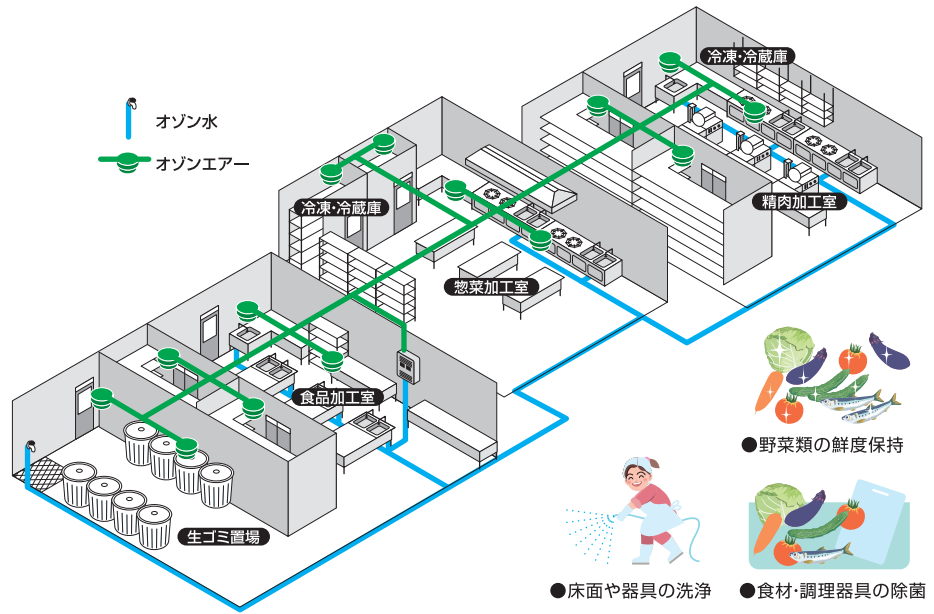 オゾン水
オゾンエアー
冷凍・冷蔵庫
精肉加工室
冷凍・冷蔵庫
惣菜加工室
食品加工室
生ゴミ置場
●野菜類の鮮度保持
●床面や器具の洗浄
●食材・調理器具の除菌